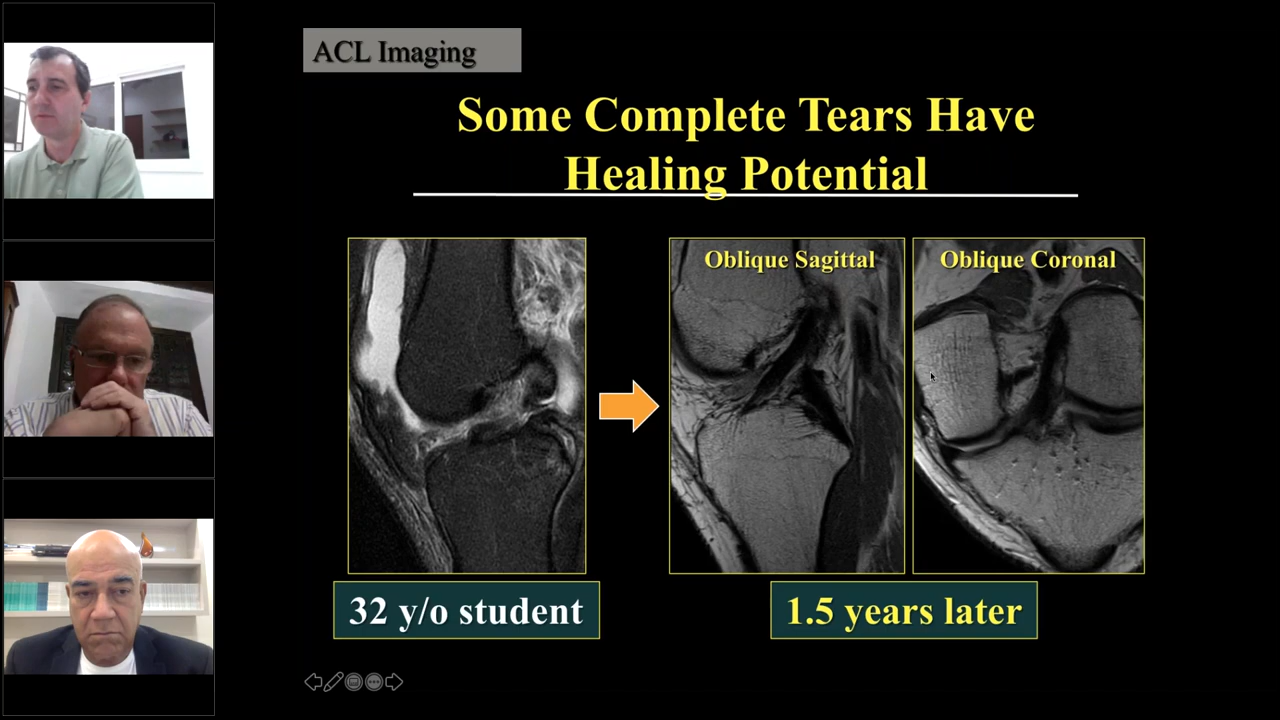 ACL Imaging
Some Complete Tears Have
Healing Potential
Oblique Sagittal
Oblique Coronal
32 y/o student
1.5 years later